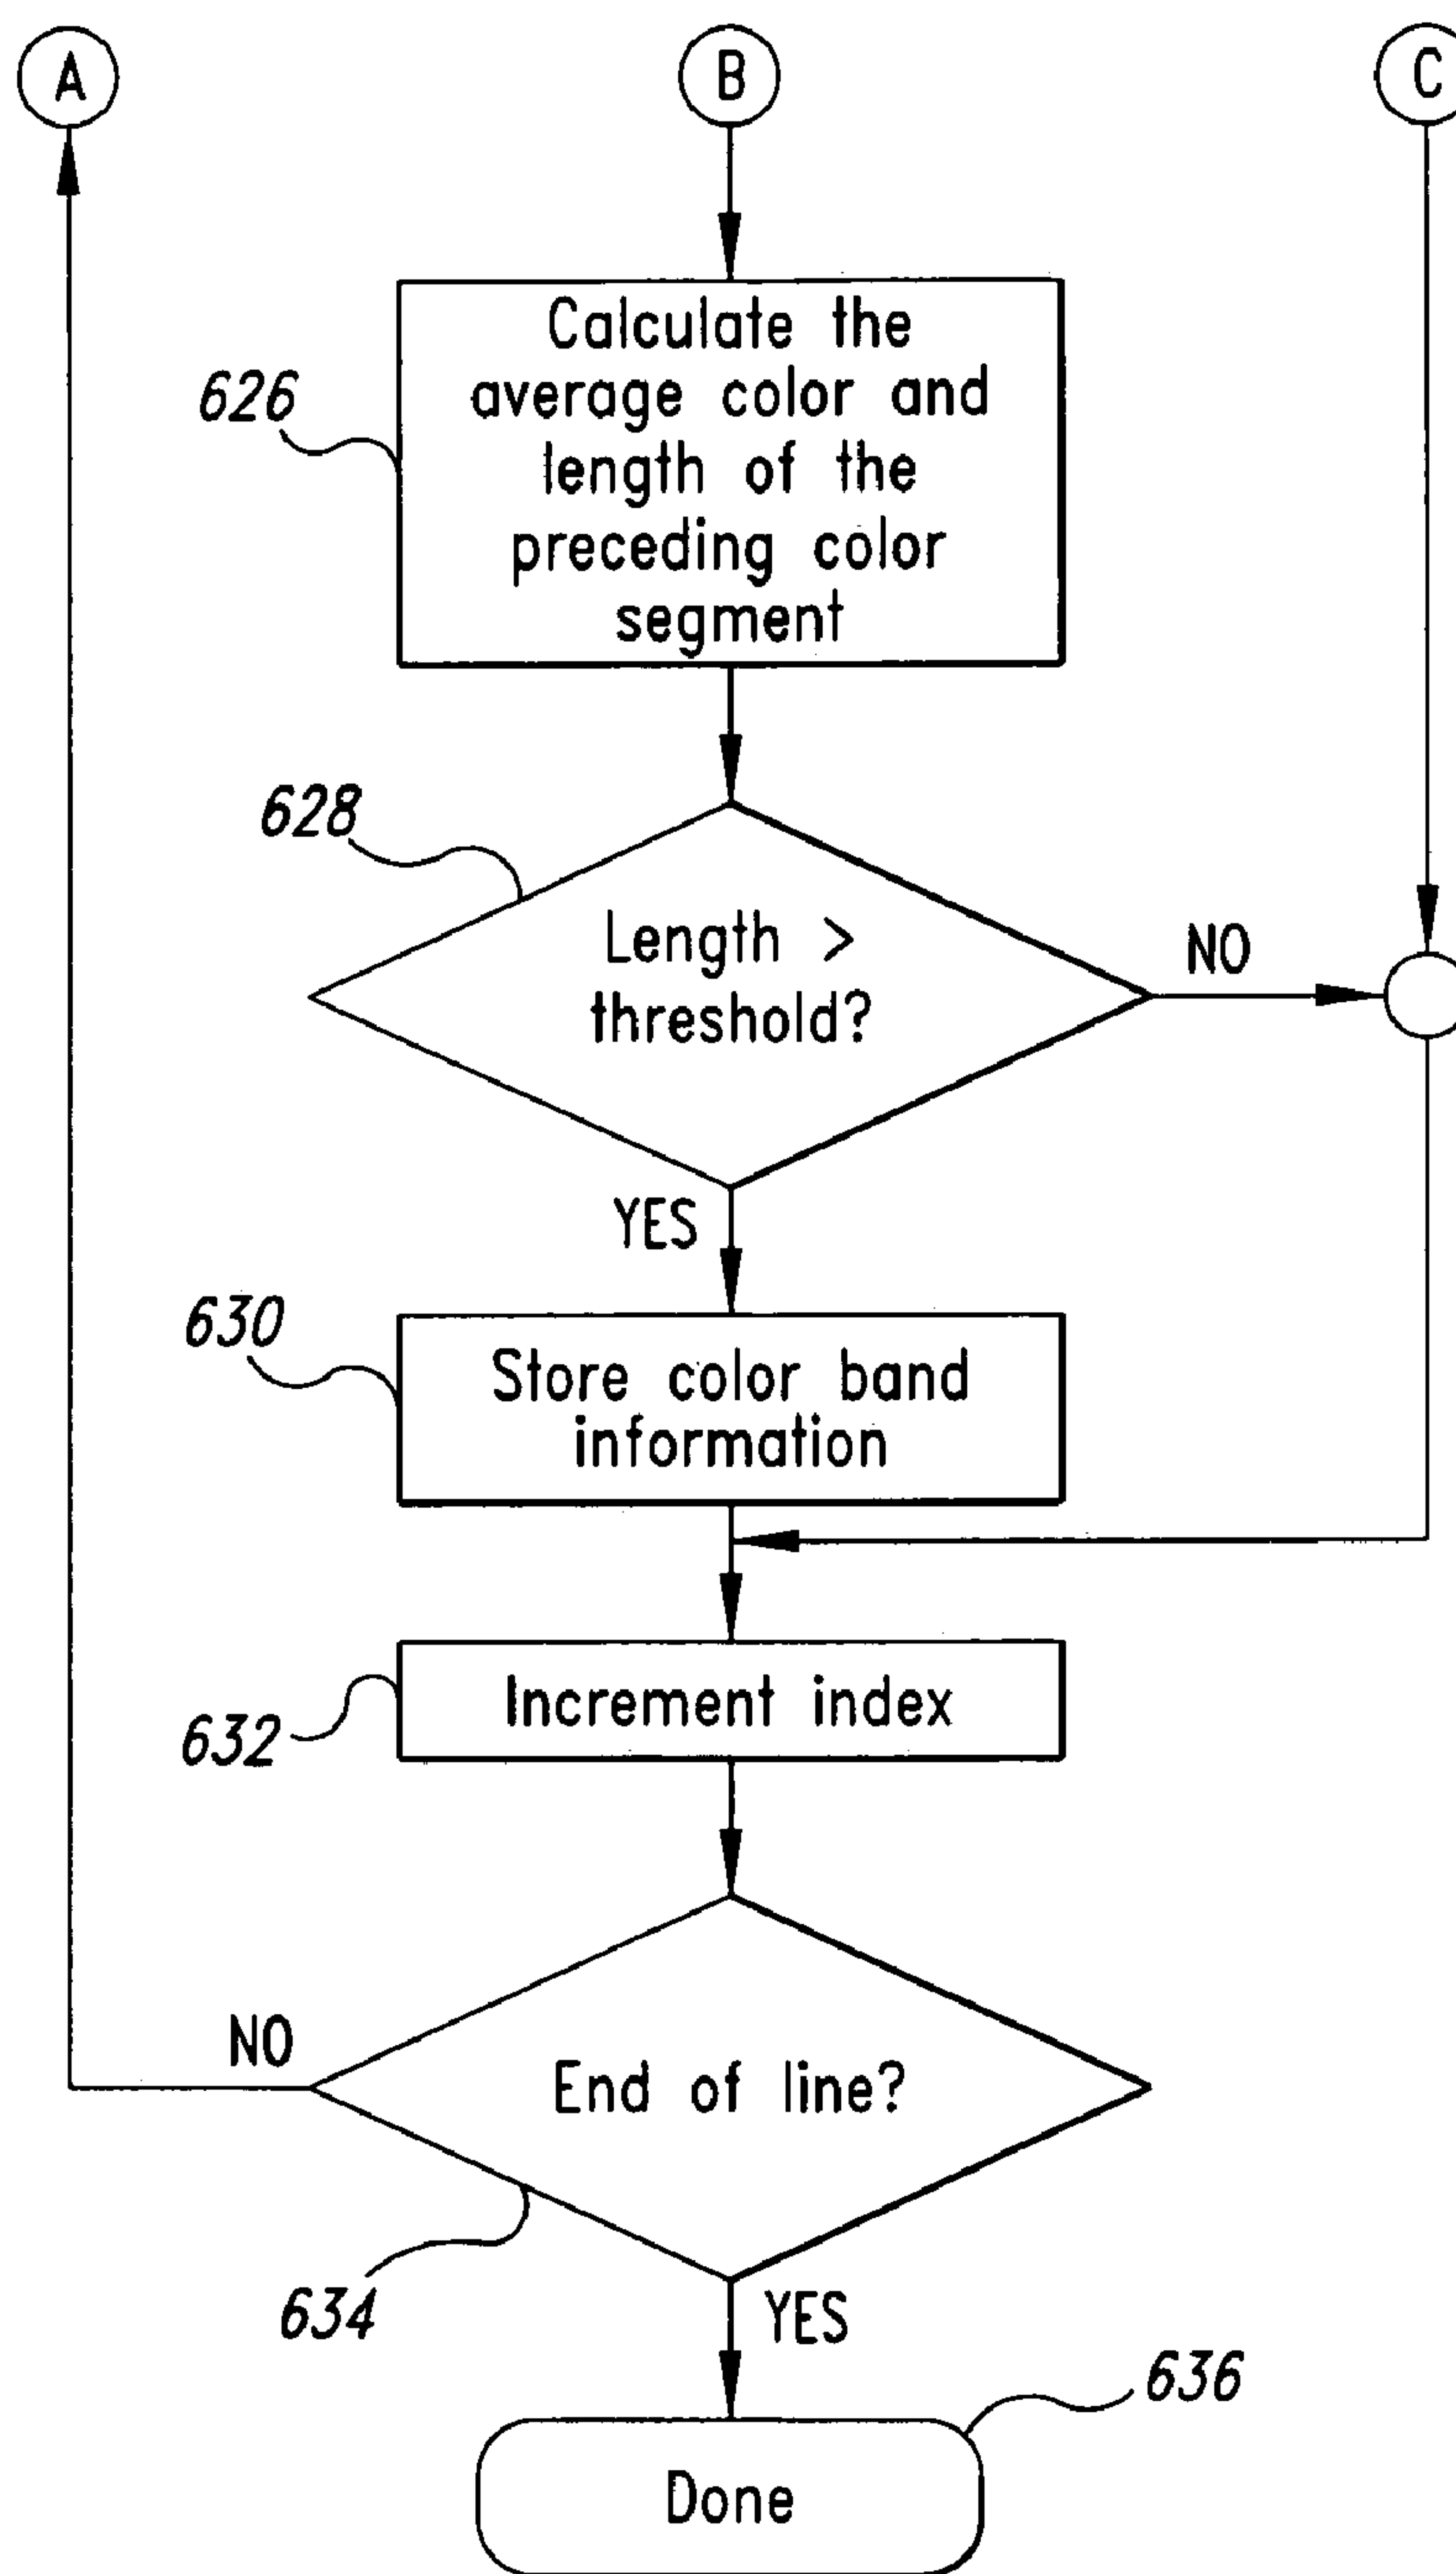 A
B
C
Calculate the
average color and
length of the
preceding color
segment
626
628
Length >
threshold?
NO
YES
630
Store color band
information
632
Increment index
NO
End of line?
634
YES
636
Done